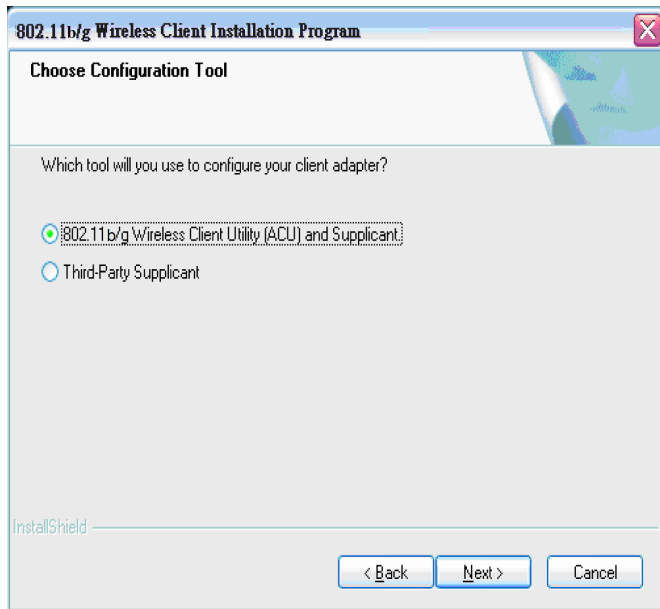 802.11b/g Wireless Client Installation Program
Choose Configuration Tool
Which tool will you use to configure your client adapter?
802.11b/g Wireless Client Utility (ACU) and Supplicant.
Third-Party Supplicant
InstallShield
< Back
Next >
Cancel